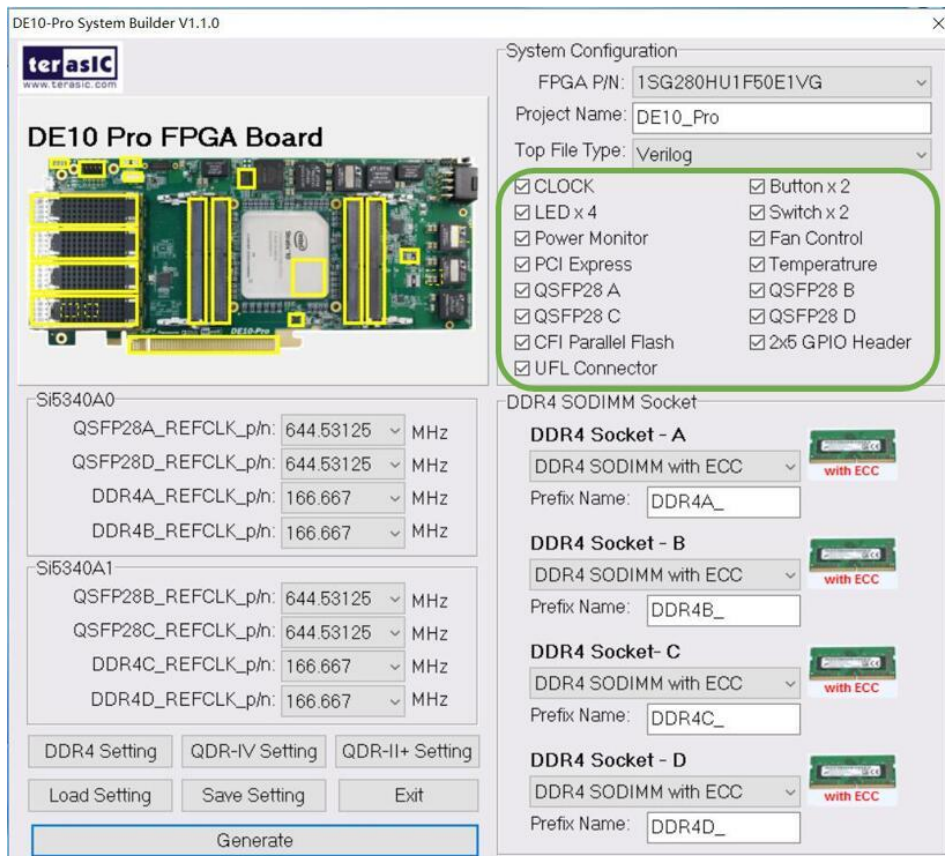 DE10-Pro System Builder V1.1.0
terasIC
www.terasic.com
DE10 Pro FPGA Board
DE10-Pro
System Configuration
FPGA P/N: 1SG280HU1F50E1VG
Project Name: DE10_Pro
Top File Type: Verilog
CLOCK
Button x 2
LED x 4
Switch x 2
Power Monitor
Fan Control
PCI Express
Temperatrure
QSFP28 A
QSFP28 B
QSFP28 C
QSFP28 D
CFI Parallel Flash
2x5 GPIO Header
UFL Connector
Si5340A0
QSFP28A_REFCLK_p/n: 644.53125 MHz
QSFP28D_REFCLK_p/n: 644.53125 MHz
DDR4A_REFCLK_p/n: 166.667 MHz
DDR4B_REFCLK_p/n: 166.667 MHz
Si5340A1
QSFP28B_REFCLK_p/n: 644.53125 MHz
QSFP28C_REFCLK_p/n: 644.53125 MHz
DDR4C_REFCLK_p/n: 166.667 MHz
DDR4D_REFCLK_p/n: 166.667 MHz
DDR4 Setting
QDR-IV Setting
QDR-II+ Setting
Load Setting
Save Setting
Exit
Generate
DDR4 SODIMM Socket
DDR4 Socket - A
DDR4 SODIMM with ECC
with ECC
Prefix Name: DDR4A_
DDR4 Socket - B
DDR4 SODIMM with ECC
with ECC
Prefix Name: DDR4B_
DDR4 Socket- C
DDR4 SODIMM with ECC
with ECC
Prefix Name: DDR4C_
DDR4 Socket - D
DDR4 SODIMM with ECC
with ECC
Prefix Name: DDR4D_